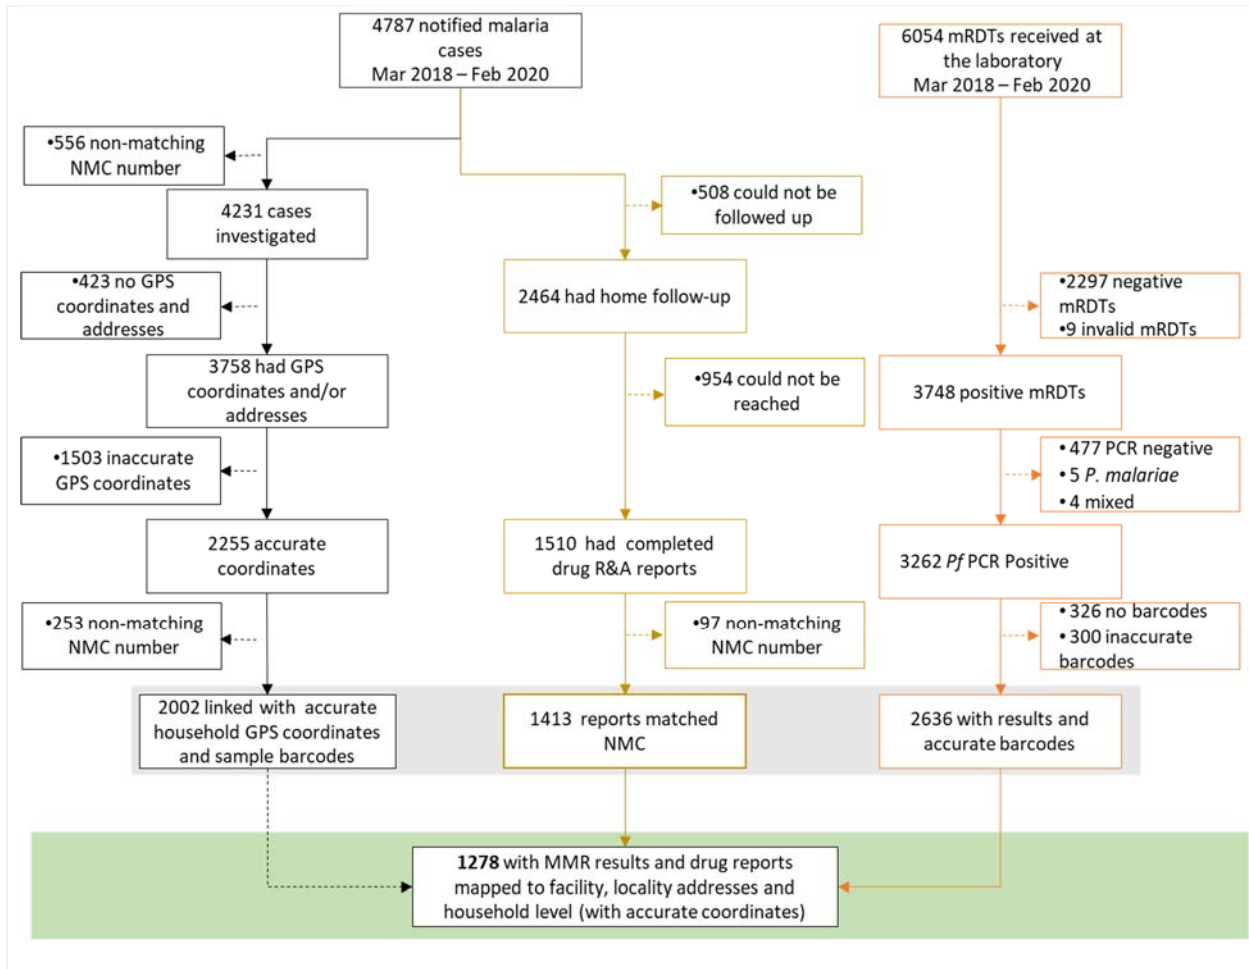 4787 notified malaria
cases
Mar 2018 – Feb 2020
6054 mRDTs received at
the laboratory
Mar 2018 – Feb 2020
•556 non-matching
NMC number
4231 cases
investigated
•508 could not be
followed up
•423 no GPS
coordinates and
addresses
2464 had home follow-up
•2297 negative
mRDTs
•9 invalid mRDTs
3758 had GPS
coordinates and/or
addresses
•954 could not be
reached
3748 positive mRDTs
•1503 inaccurate
GPS coordinates
• 477 PCR negative
• 5 P. malariae
• 4 mixed
2255 accurate
coordinates
1510 had completed
drug R&A reports
3262 Pf PCR Positive
•253 non-matching
NMC number
•97 non-matching
NMC number
• 326 no barcodes
• 300 inaccurate
barcodes
2002 linked with accurate
household GPS coordinates
and sample barcodes
1413 reports matched
NMC
2636 with results and
accurate barcodes
1278 with MMR results and drug reports
mapped to facility, locality addresses and
household level (with accurate coordinates)